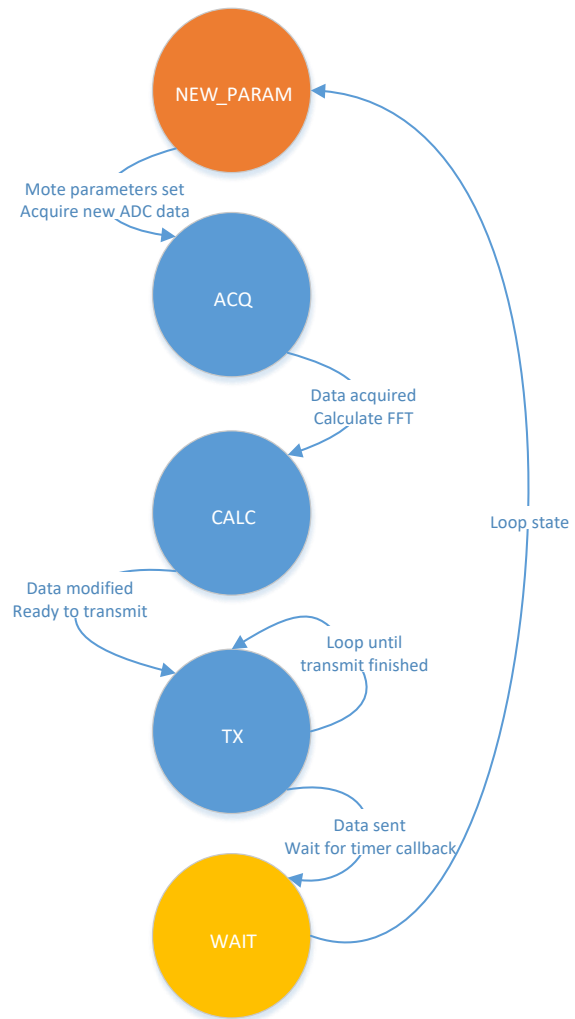 NEW_PARAM
Mote parameters set
Acquire new ADC data
ACQ
Data acquired
Calculate FFT
CALC
Loop state
Data modified
Ready to transmit
Loop until
transmit finished
TX
Data sent
Wait for timer callback
WAIT